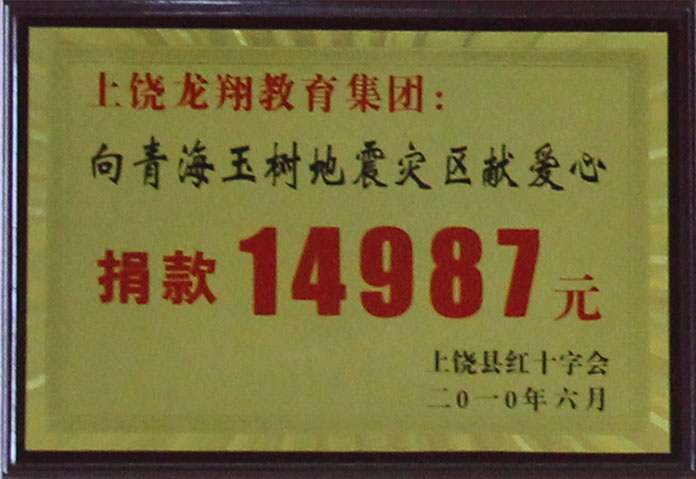 上饶龙翔教育集团：
向青海玉树地震灾区献爱心
捐款 14987元
上饶县红十字会
二0一0年六月